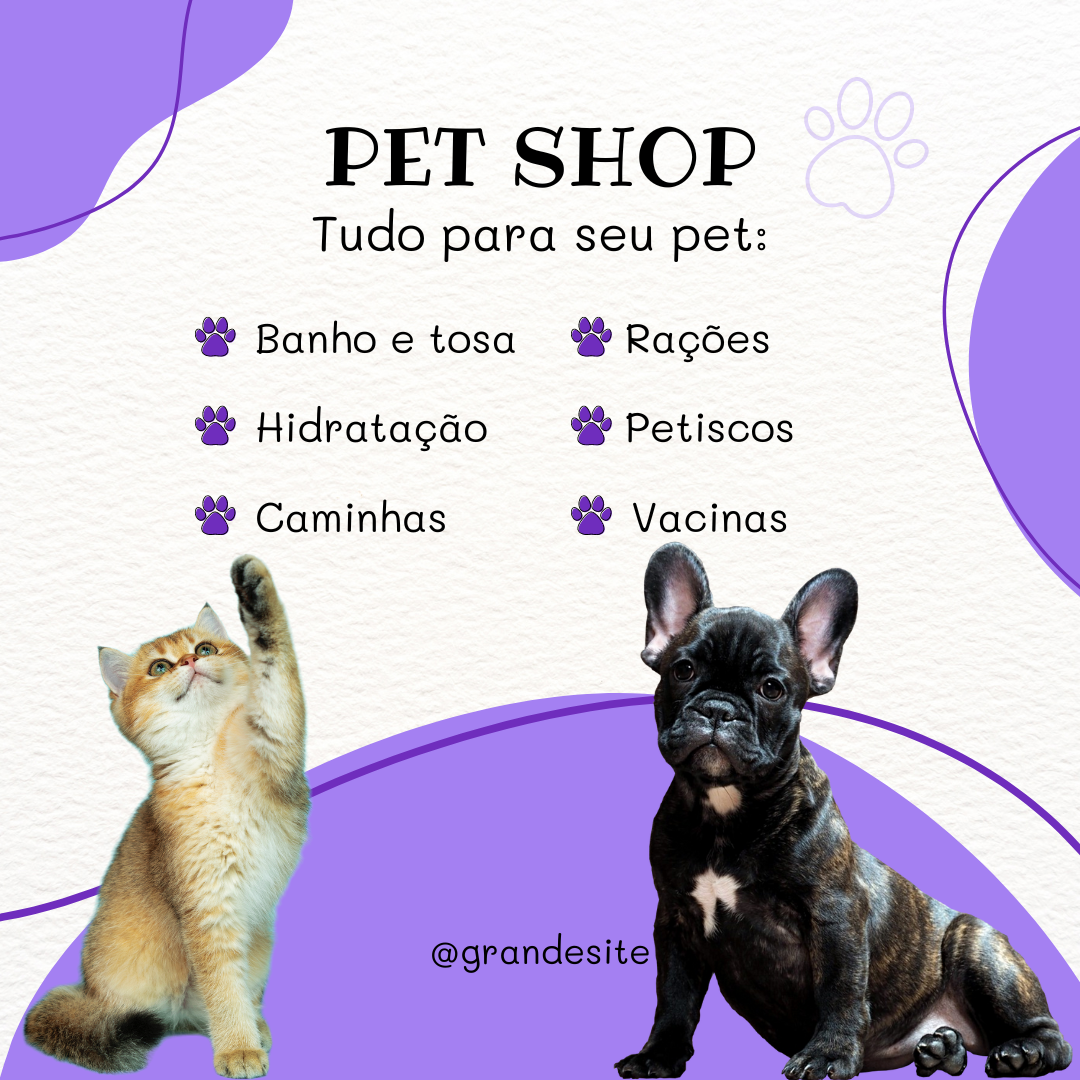 PET SHOP
Tudo para seu pet:
Banho e tosa
Rações
Hidratação
Petiscos
Caminhas
Vacinas
@grandesite